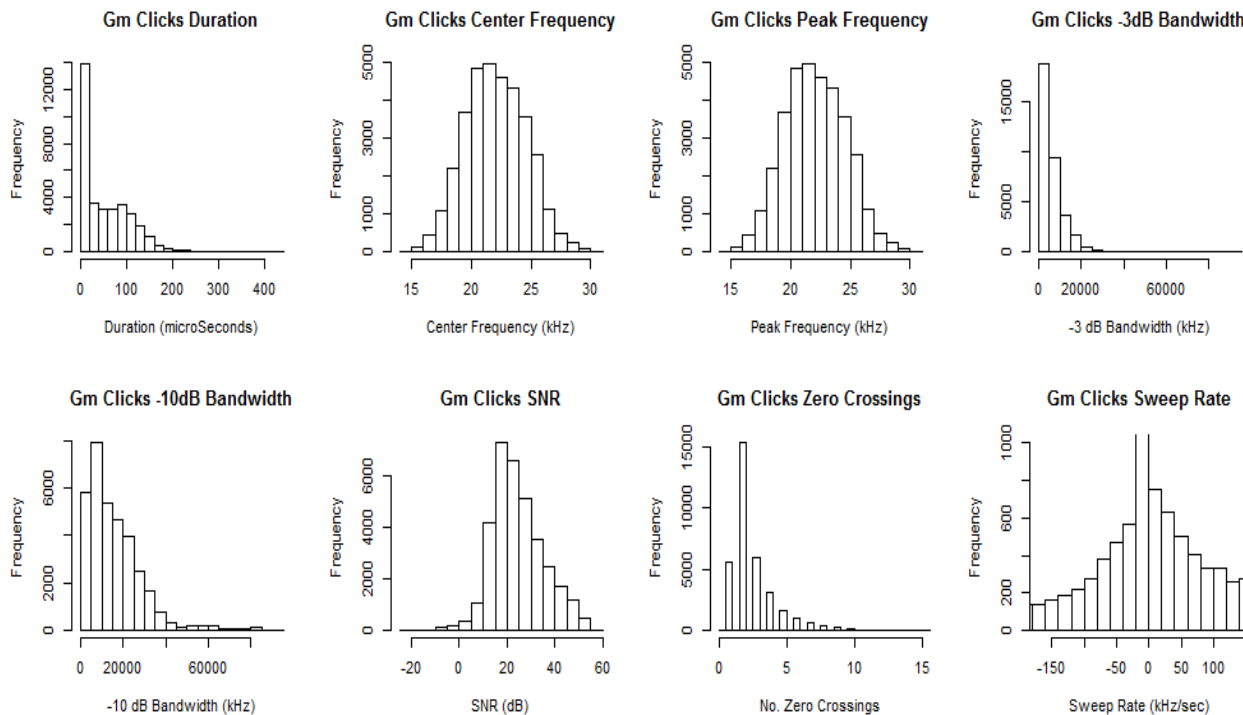 Gm Clicks Duration
Frequency
0 4000 8000 12000
0 100 200 300 400
Duration (microSeconds)
Gm Clicks Center Frequency
Frequency
0 1000 3000 5000
15 20 25 30
Center Frequency (kHz)
Gm Clicks Peak Frequency
Frequency
0 1000 3000 5000
15 20 25 30
Peak Frequency (kHz)
Gm Clicks -3dB Bandwidth
Frequency
0 5000 15000
0 20000 60000
-3 dB Bandwidth (kHz)
Gm Clicks -10dB Bandwidth
Frequency
0 2000 6000
0 20000 60000
-10 dB Bandwidth (kHz)
Gm Clicks SNR
Frequency
0 2000 4000 6000
-20 0 20 40 60
SNR (dB)
Gm Clicks Zero Crossings
Frequency
0 5000 10000 15000
0 5 10 15
No. Zero Crossings
Gm Clicks Sweep Rate
Frequency
0 200 600 1000
-150 -50 0 50 100
Sweep Rate (kHz/sec)